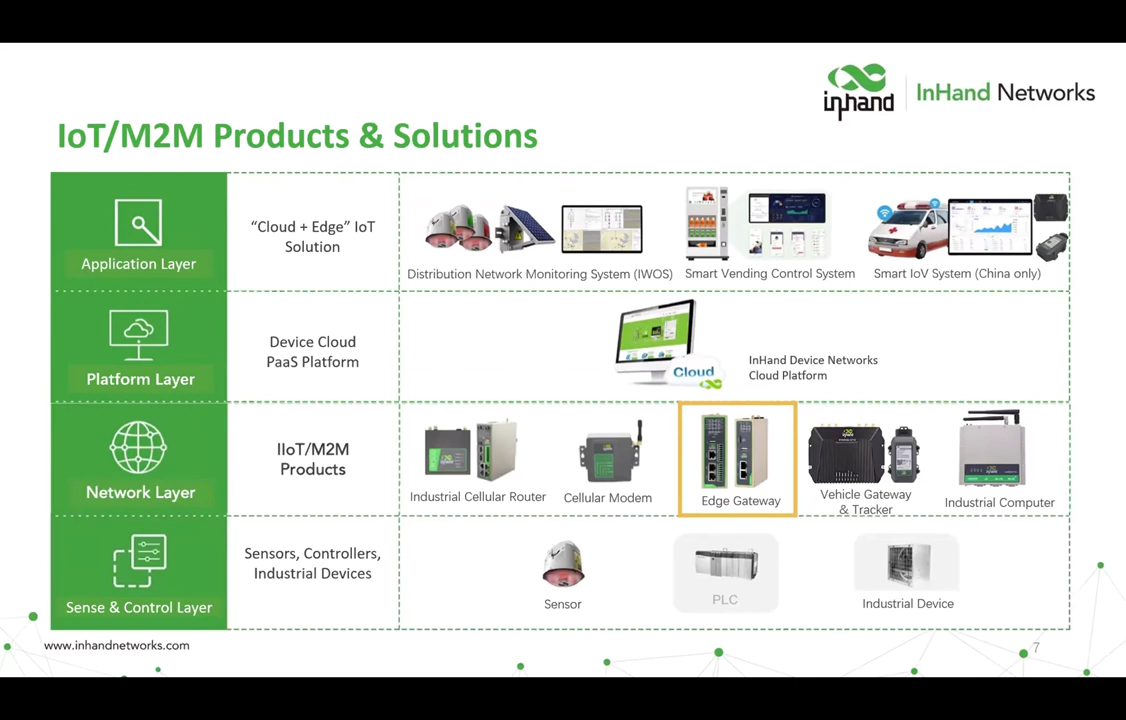 inhand
InHand Networks
IoT/M2M Products & Solutions
Application Layer
“Cloud + Edge” IoT
Solution
Distribution Network Monitoring System (IWOS)
Smart Vending Control System
Smart IoV System (China only)
Platform Layer
Device Cloud
PaaS Platform
Cloud
InHand Device Networks
Cloud Platform
Network Layer
IIoT/M2M
Products
Industrial Cellular Router
Cellular Modem
Edge Gateway
Vehicle Gateway
& Tracker
Industrial Computer
Sense & Control Layer
Sensors, Controllers,
Industrial Devices
Sensor
PLC
Industrial Device
www.inhandnetworks.com
7